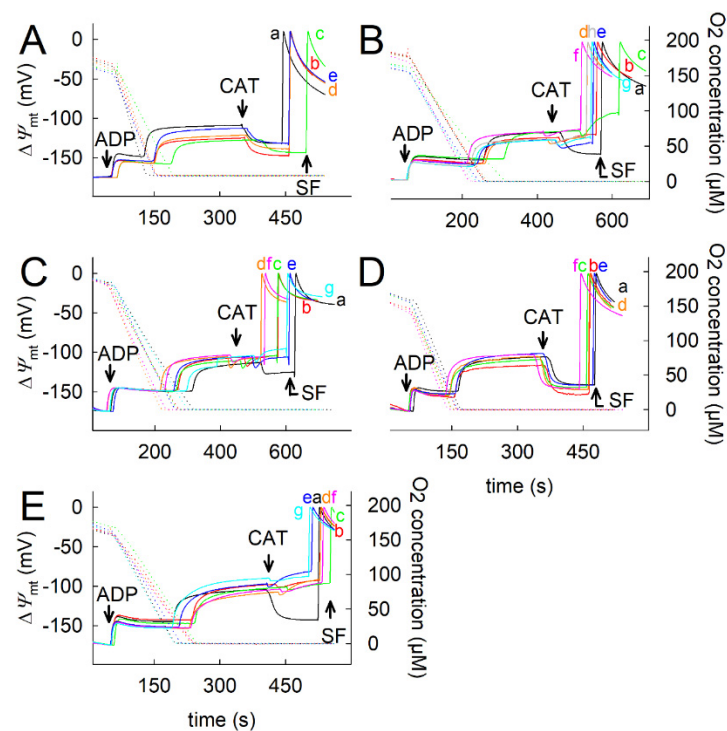 A
ΔΨmt (mV)
0
-50
-100
-150
ADP
CAT
SF
a
c
b
e
d
0
150
300
450
B
ADP
CAT
SF
f
d
h
e
c
b
g
a
200
150
100
50
0
200
400
600
O2 concentration (µM)
C
ΔΨmt (mV)
0
-50
-100
-150
ADP
CAT
SF
d
f
c
e
g
b
a
0
200
400
600
D
ADP
CAT
SF
f
c
b
e
a
d
200
150
100
50
0
0
150
300
450
time (s)
O2 concentration (µM)
E
ΔΨmt (mV)
0
-50
-100
-150
ADP
CAT
SF
g
e
a
d
f
c
b
200
150
100
50
0
150
300
450
time (s)
O2 concentration (µM)